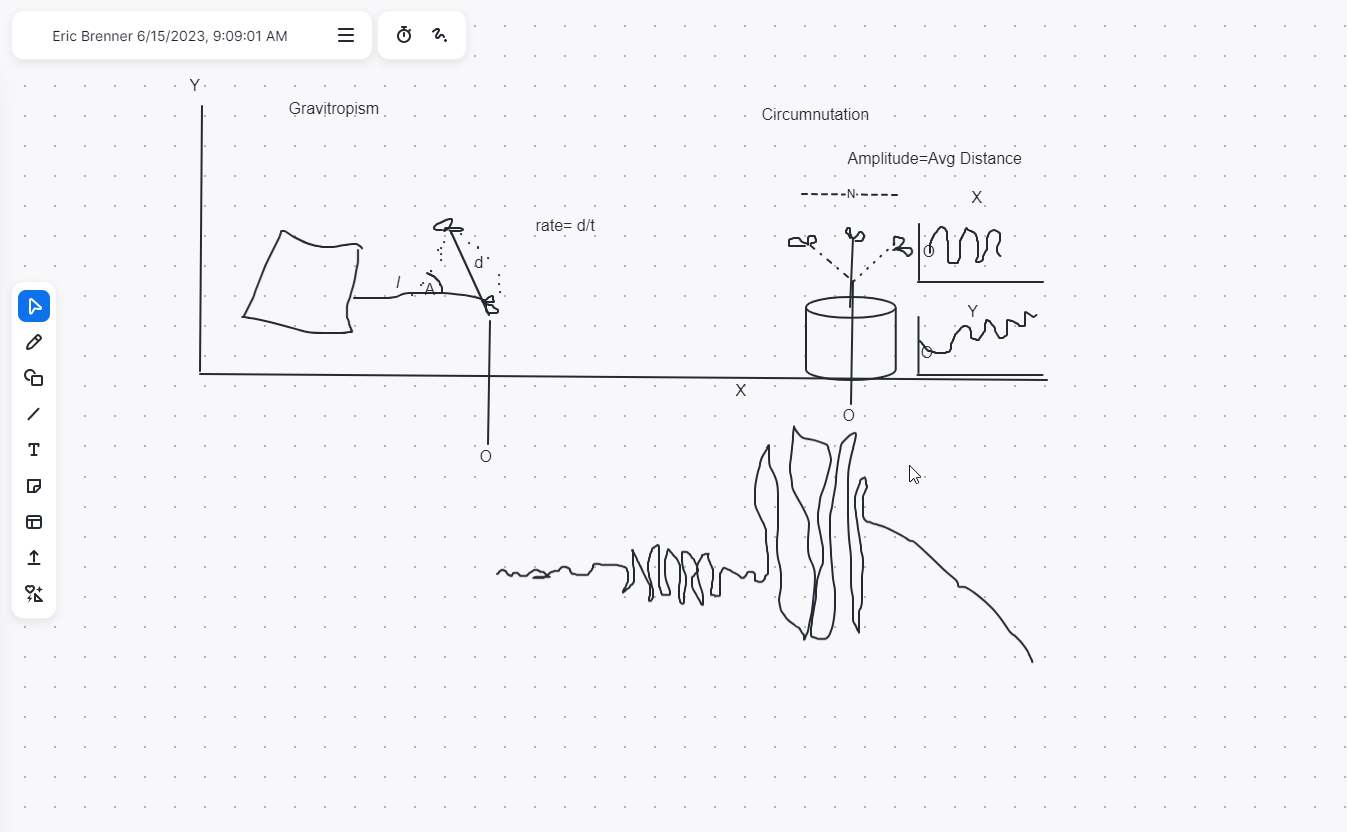 Eric Brenner 6/15/2023, 9:09:01 AM
Y
Gravitropism
Circumnutation
Amplitude=Avg Distance
N
X
rate= d/t
O
d
l
A
Y
O
X
O
O
T